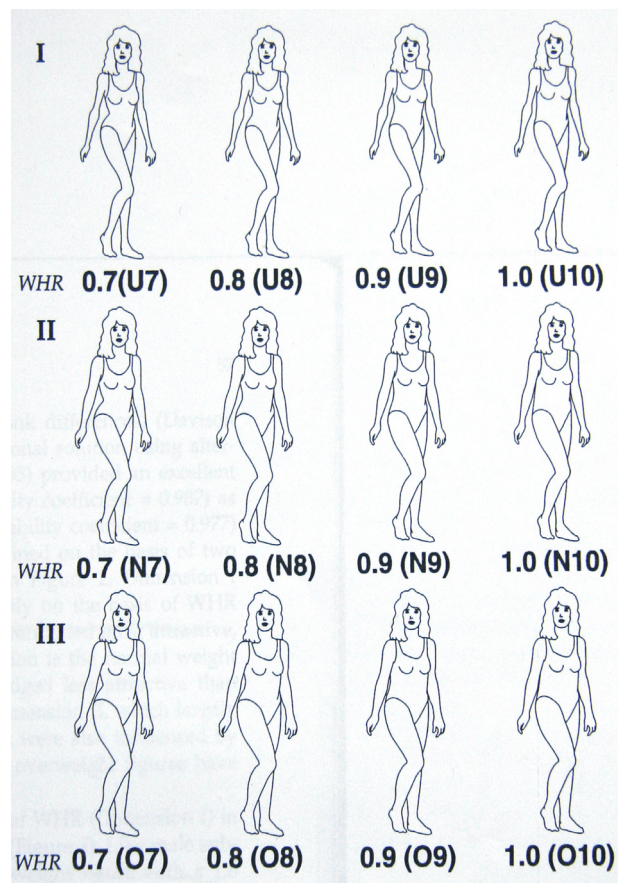 I
WHR 0.7(U7) 0.8 (U8) 0.9 (U9) 1.0 (U10)
II
WHR 0.7 (N7) 0.8 (N8) 0.9 (N9) 1.0 (N10)
III
WHR 0.7 (O7) 0.8 (O8) 0.9 (O9) 1.0 (O10)